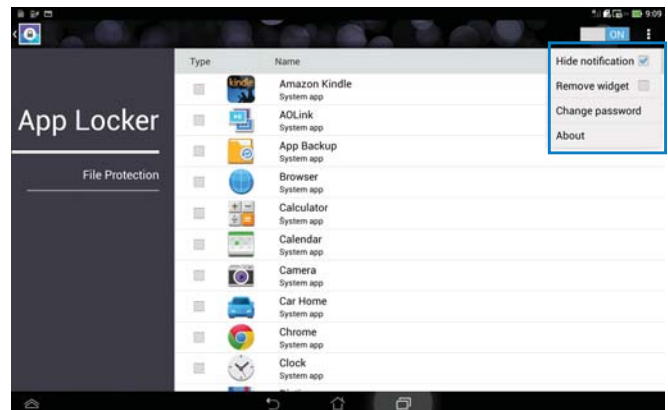 9:09
ON
Type
Name
Hide notification
Remove widget
Change password
About
App Locker
File Protection
kindle
Amazon Kindle
System app
AOLink
System app
App Backup
System app
Browser
System app
Calculator
System app
Calendar
System app
Camera
System app
Car Home
System app
Chrome
System app
Clock
System app